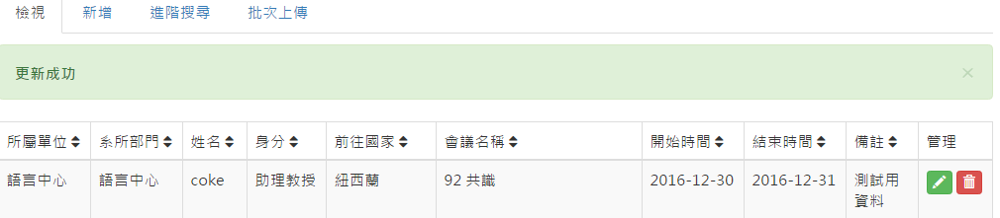 檢視 新增 進階搜尋 批次上傳
更新成功 ×
所屬單位 系所部門 姓名 身分 前往國家 會議名稱 開始時間 結束時間 備註 管理
語言中心 語言中心 coke 助理教授 紐西蘭 92 共識 2016-12-30 2016-12-31 測試用
資料